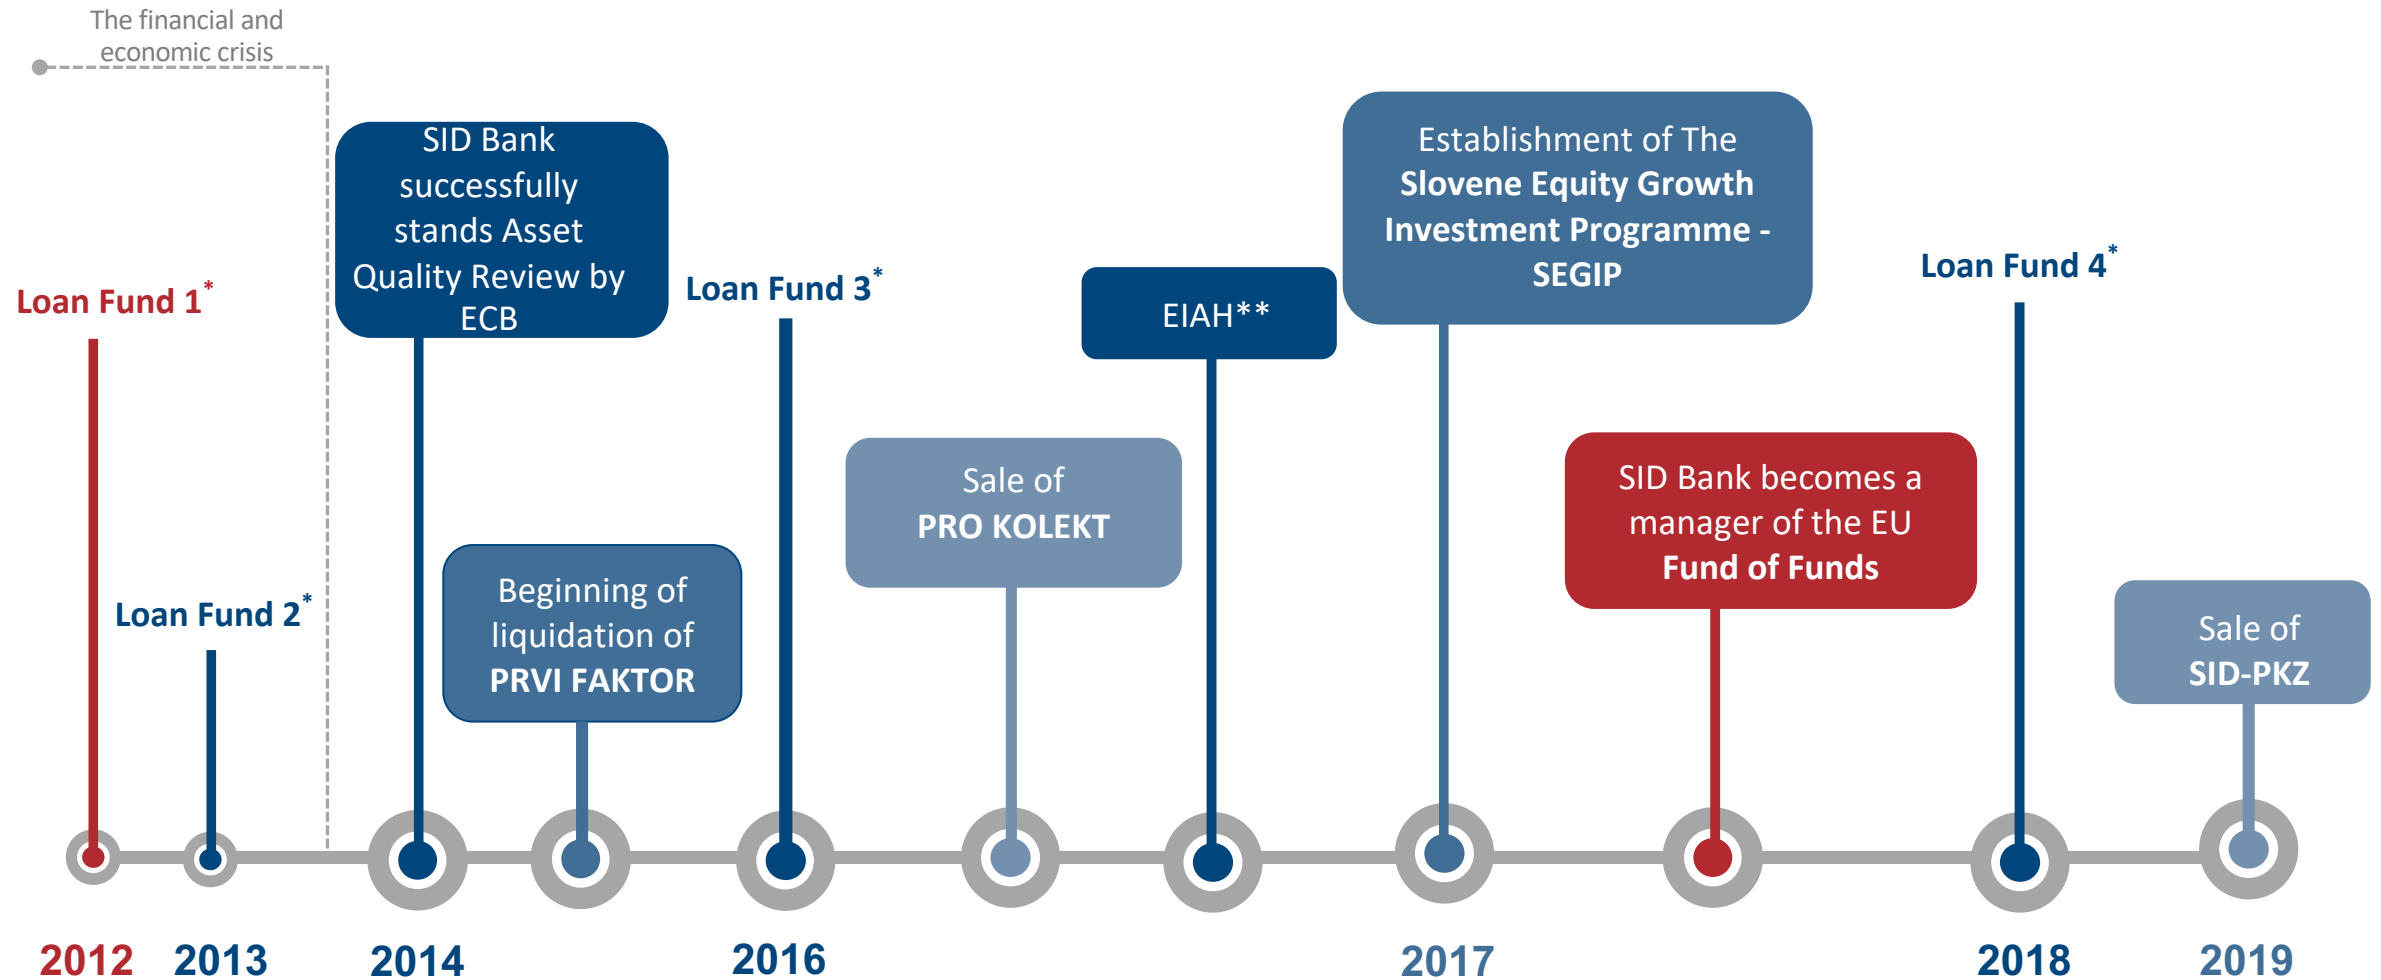 The financial and
economic crisis
Loan Fund 1*
Loan Fund 2*
SID Bank
successfully
stands Asset
Quality Review by
ECB
Beginning of
liquidation of
PRVI FAKTOR
Loan Fund 3*
Sale of
PRO KOLEKT
EIAH**
Establishment of The
Slovene Equity Growth
Investment Programme -
SEGIP
SID Bank becomes a
manager of the EU
Fund of Funds
Loan Fund 4*
Sale of
SID-PKZ
2012
2013
2014
2016
2017
2018
2019